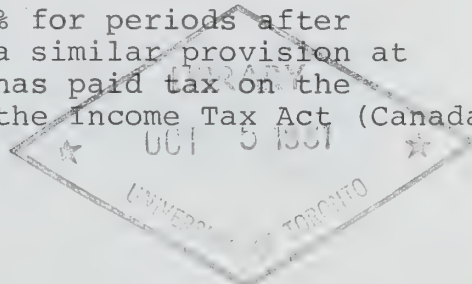 % for periods after
a similar provision at
has paid tax on the
the Income Tax Act (Canada
LIBRARY
OCT 5 1981
UNIVERSITY OF TORONTO